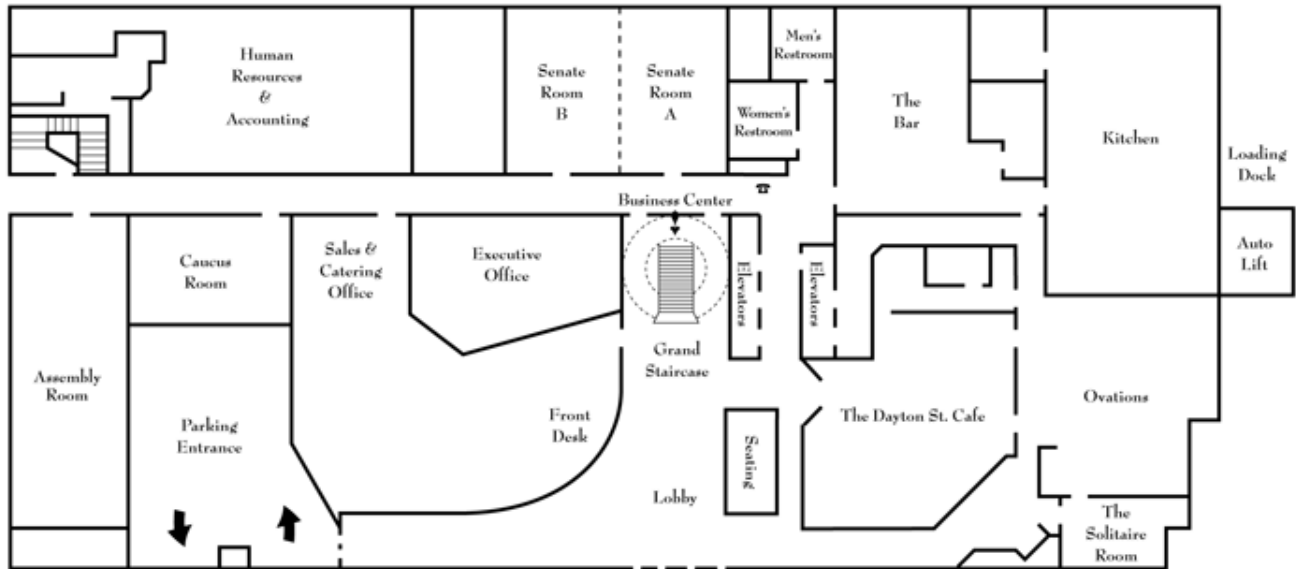 Human
Resources
&
Accounting
Senate
Room
B
Senate
Room
A
Men's
Restroom
Women's
Restroom
The
Bar
Kitchen
Loading
Dock
Auto
Lift
Business Center
Caucus
Room
Sales &
Catering
Office
Executive
Office
Elevators
Elevators
Grand
Staircase
Assembly
Room
Parking
Entrance
Front
Desk
Lobby
Seating
The Dayton St. Cafe
Ovations
The
Solitaire
Room